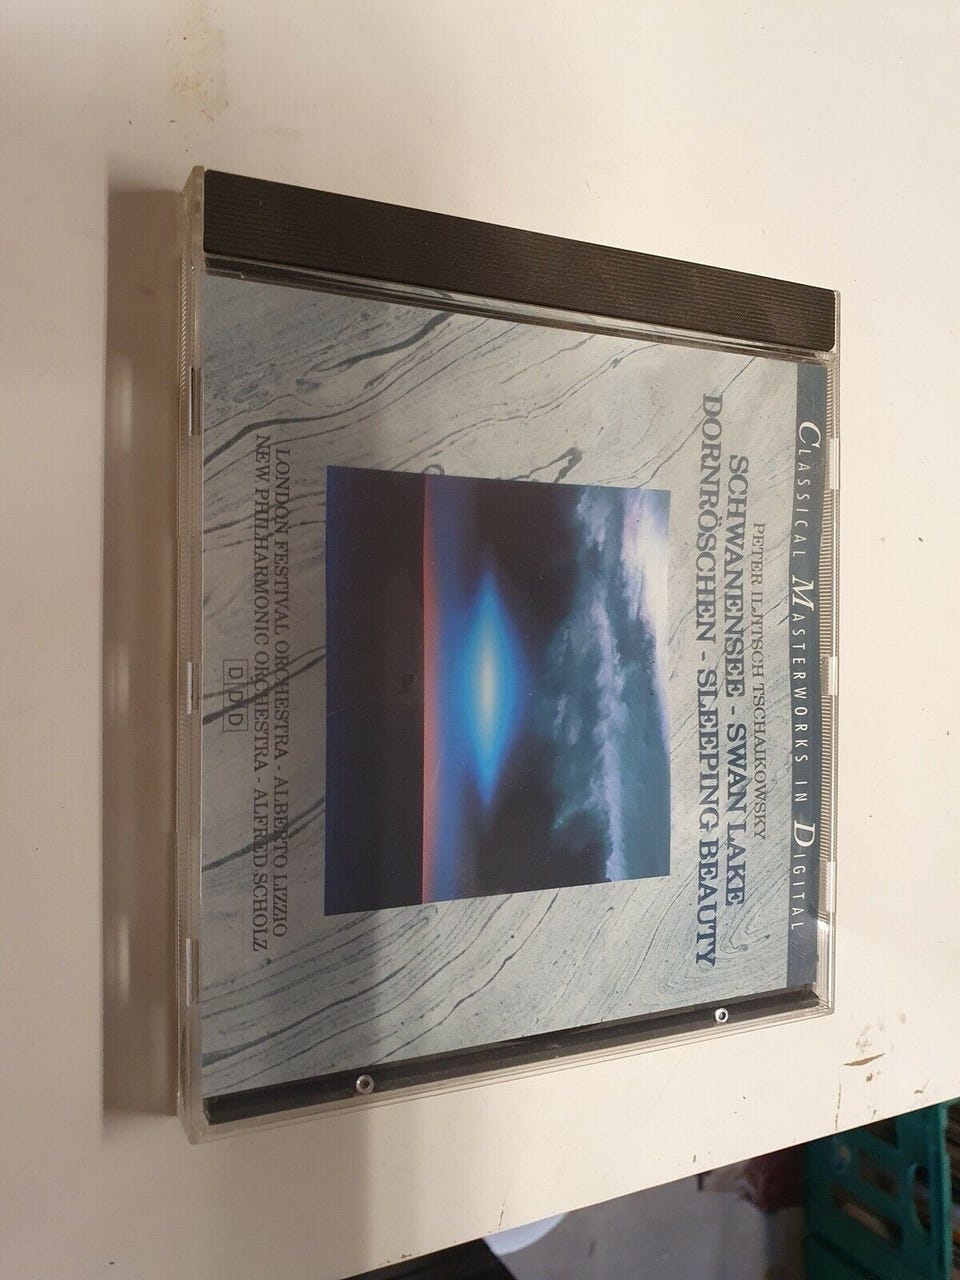 CLASSICAL MASTERWORKS IN DIGITAL
PETER ILJITSCH TSCHAIKOWSKY
SCHWANENSEE - SWAN LAKE
DORNRÖSCHEN - SLEEPING BEAUTY
LONDON FESTIVAL ORCHESTRA - ALBERTO LIZZIO
NEW PHILHARMONIC ORCHESTRA - ALFRED SCHOLZ
DDD